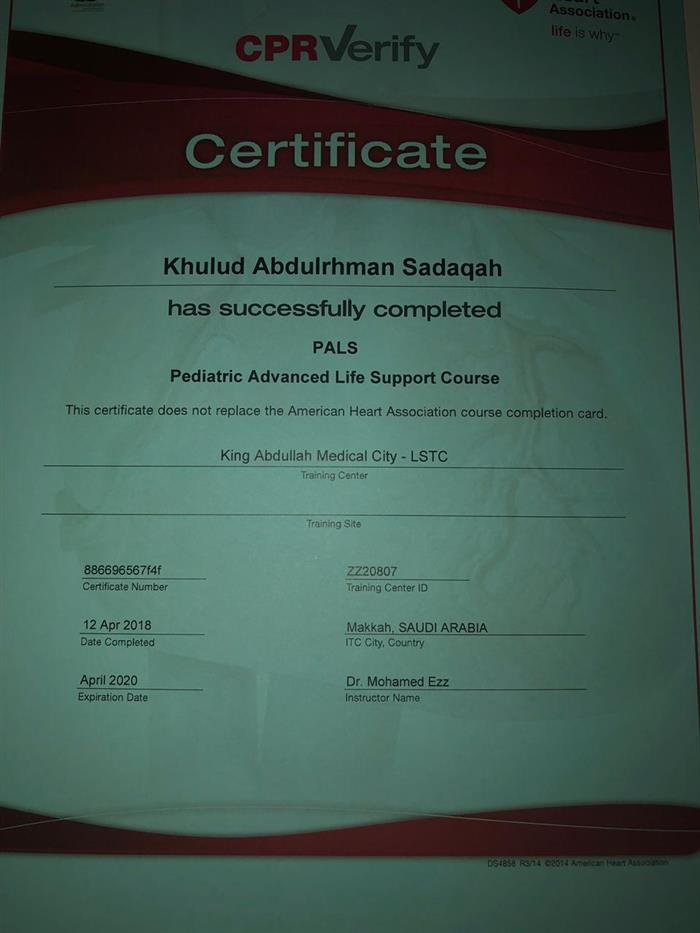 Association®
life is why™
CPRVerify
Certificate
Khulud Abdulrhman Sadaqah
has successfully completed
PALS
Pediatric Advanced Life Support Course
This certificate does not replace the American Heart Association course completion card.
King Abdullah Medical City - LSTC
Training Center
Training Site
886696567f4f
Certificate Number
ZZ20807
Training Center ID
12 Apr 2018
Date Completed
Makkah, SAUDI ARABIA
ITC City, Country
April 2020
Expiration Date
Dr. Mohamed Ezz
Instructor Name
DS4858 R3/14 ©2014 American Heart Association